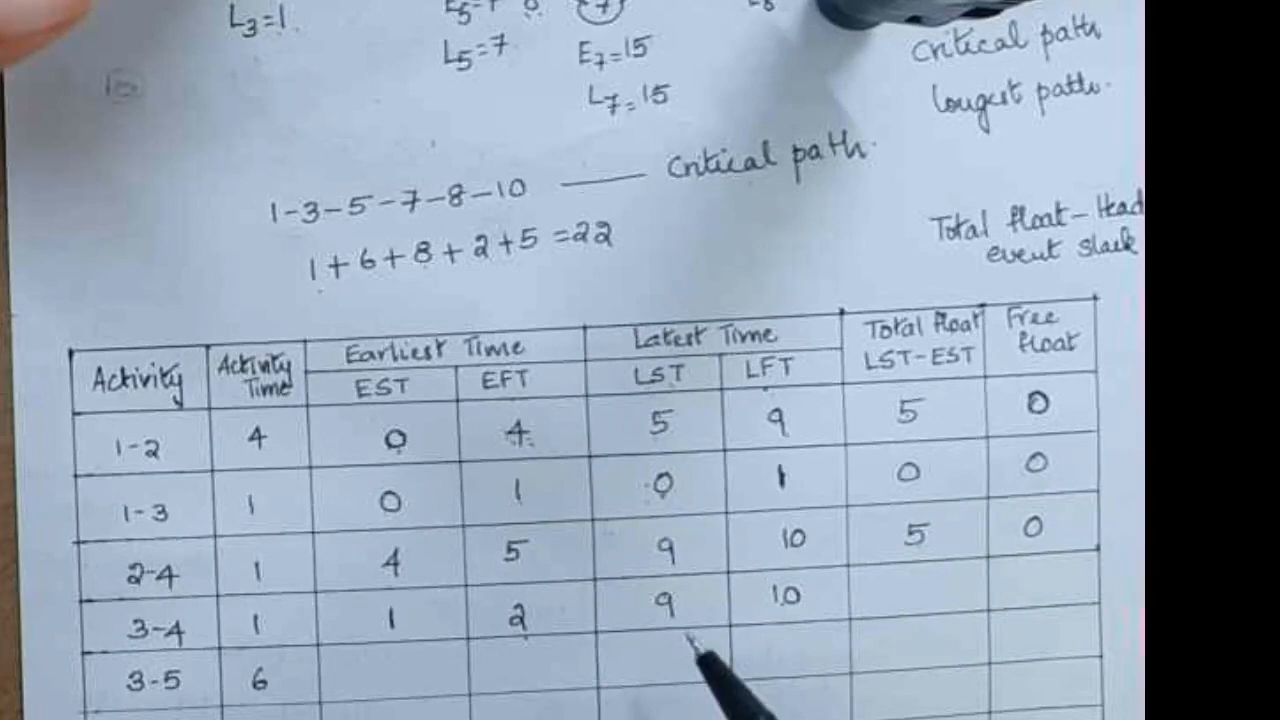 L3=1
L5=7
E7=15
L7=15
Critical path
longest path.
1-3-5-7-8-10 —— Critical path.
1+6+8+2+5=22
Total float-Head
event slack
Activity | Activity Time | Earliest Time | Latest Time | Total float LST-EST | Free float
EST | EFT | LST | LFT
1-2 | 4 | 0 | 4 | 5 | 9 | 5 | 0
1-3 | 1 | 0 | 1 | 0 | 1 | 0 | 0
2-4 | 1 | 4 | 5 | 9 | 10 | 5 | 0
3-4 | 1 | 1 | 2 | 9 | 10
3-5 | 6